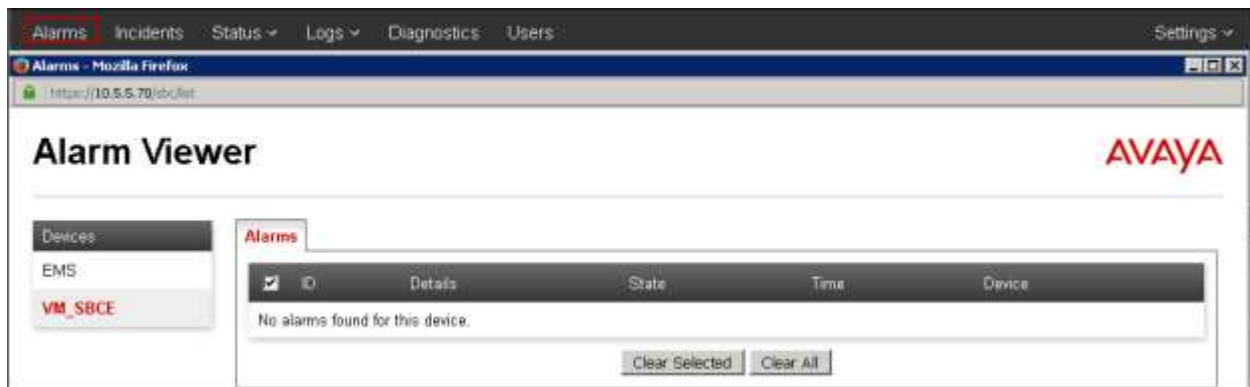 Alarms Incidents Status Logs Diagnostics Users Settings
Alarms - Mozilla Firefox
https://10.5.5.70/sbc/list
Alarm Viewer
AVAYA
Devices
EMS
VM_SBCE
Alarms
ID Details State Time Device
No alarms found for this device.
Clear Selected Clear All